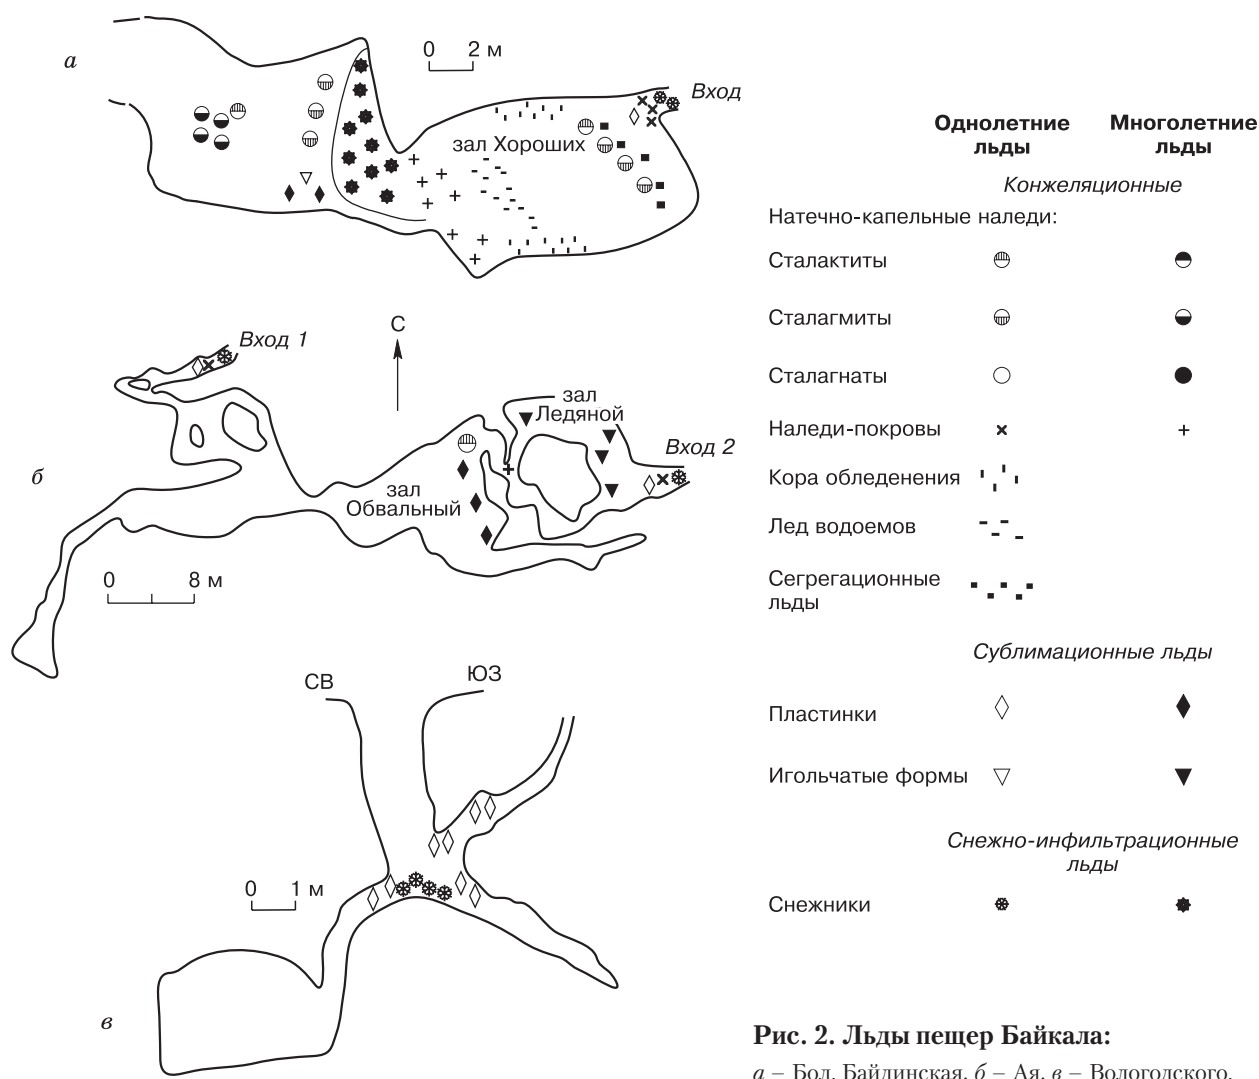 а
0 2 м
Вход
зал Хороших
Вход 1
С
зал
Ледяной
Вход 2
б
зал
Обвальный
0 8 м
СВ
ЮЗ
0 1 м
в
Однолетние
льды
Многолетние
льды
Конжеляционные
Натечно-капельные наледи:
Сталактиты
Сталагмиты
Сталагнаты
Наледи-покровы
Кора обледенения
Лед водоемов
Сегрегационные
льды
Сублимационные льды
Пластинки
Игольчатые формы
Снежно-инфильтрационные
льды
Снежники
Рис. 2. Льды пещер Байкала:
а – Бол. Байдинская, б – Ая, в – Вологодского.